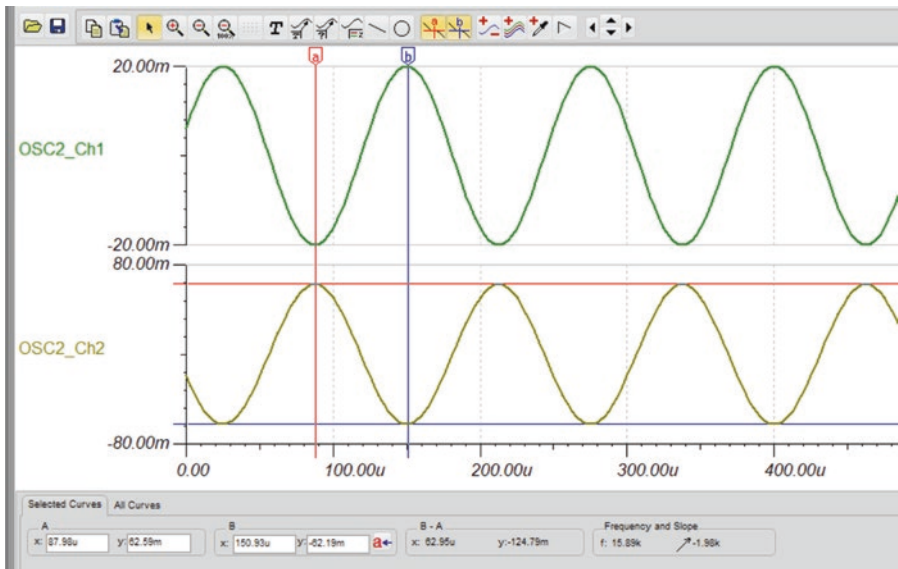 T
a b
20.00m
OSC2_Ch1
-20.00m
80.00m
OSC2_Ch2
-80.00m
0.00 100.00u 200.00u 300.00u 400.00u
Selected Curves All Curves
A B B - A Frequency and Slope
x: 87.98u y: 62.59m x: 150.93u y: -62.19m a x: 62.95u y:-124.79m f: 15.89k -1.98k